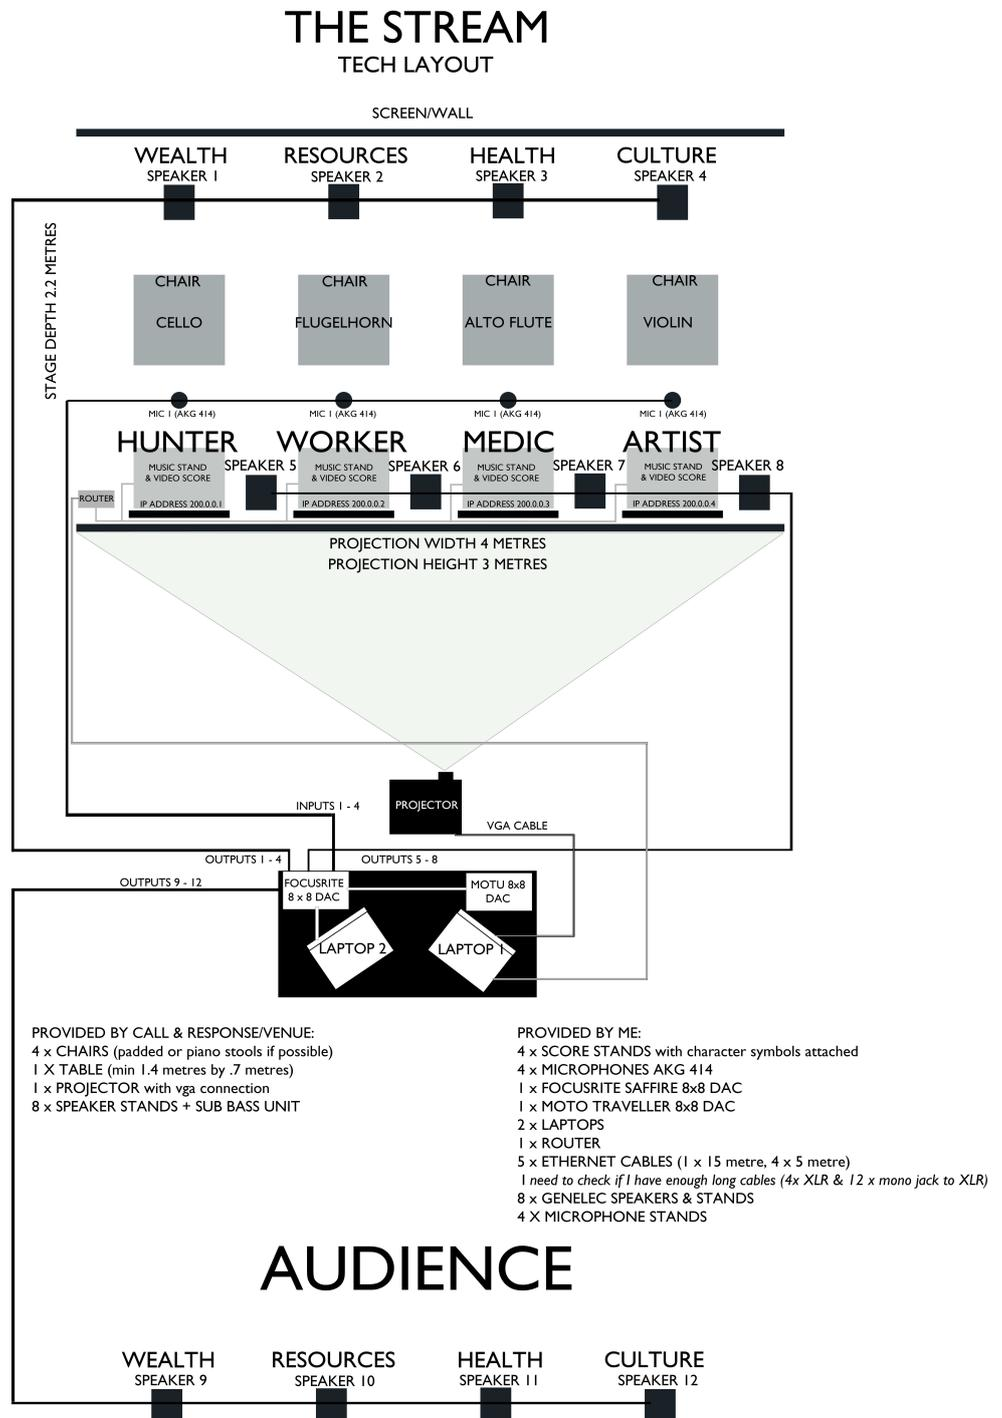 THE STREAM
TECH LAYOUT
SCREEN/WALL
WEALTH RESOURCES HEALTH CULTURE
SPEAKER 1 SPEAKER 2 SPEAKER 3 SPEAKER 4
STAGE DEPTH 2.2 METRES
CHAIR CHAIR CHAIR CHAIR
CELLO FLUGELHORN ALTO FLUTE VIOLIN
MIC 1 (AKG 414) MIC 1 (AKG 414) MIC 1 (AKG 414) MIC 1 (AKG 414)
HUNTER WORKER MEDIC ARTIST
SPEAKER 5 SPEAKER 6 SPEAKER 7 SPEAKER 8
MUSIC STAND MUSIC STAND MUSIC STAND MUSIC STAND
& VIDEO SCORE & VIDEO SCORE & VIDEO SCORE & VIDEO SCORE
ROUTER
IP ADDRESS 200.0.0.1 IP ADDRESS 200.0.0.2 IP ADDRESS 200.0.0.3 IP ADDRESS 200.0.0.4
PROJECTION WIDTH 4 METRES
PROJECTION HEIGHT 3 METRES
INPUTS 1 - 4
PROJECTOR
VGA CABLE
OUTPUTS 1 - 4 OUTPUTS 5 - 8
OUTPUTS 9 - 12
FOCUSRITE
8 x 8 DAC
MOTU 8x8
DAC
LAPTOP 2 LAPTOP 1
PROVIDED BY CALL & RESPONSE/VENUE:
4 x CHAIRS (padded or piano stools if possible)
1 X TABLE (min 1.4 metres by .7 metres)
1 x PROJECTOR with vga connection
8 x SPEAKER STANDS + SUB BASS UNIT
PROVIDED BY ME:
4 x SCORE STANDS with character symbols attached
4 x MICROPHONES AKG 414
1 x FOCUSRITE SAFFIRE 8x8 DAC
1 x MOTO TRAVELLER 8x8 DAC
2 x LAPTOPS
1 x ROUTER
5 x ETHERNET CABLES (1 x 15 metre, 4 x 5 metre)
I need to check if I have enough long cables (4x XLR & 12 x mono jack to XLR)
8 x GENELEC SPEAKERS & STANDS
4 X MICROPHONE STANDS
AUDIENCE
WEALTH RESOURCES HEALTH CULTURE
SPEAKER 9 SPEAKER 10 SPEAKER 11 SPEAKER 12